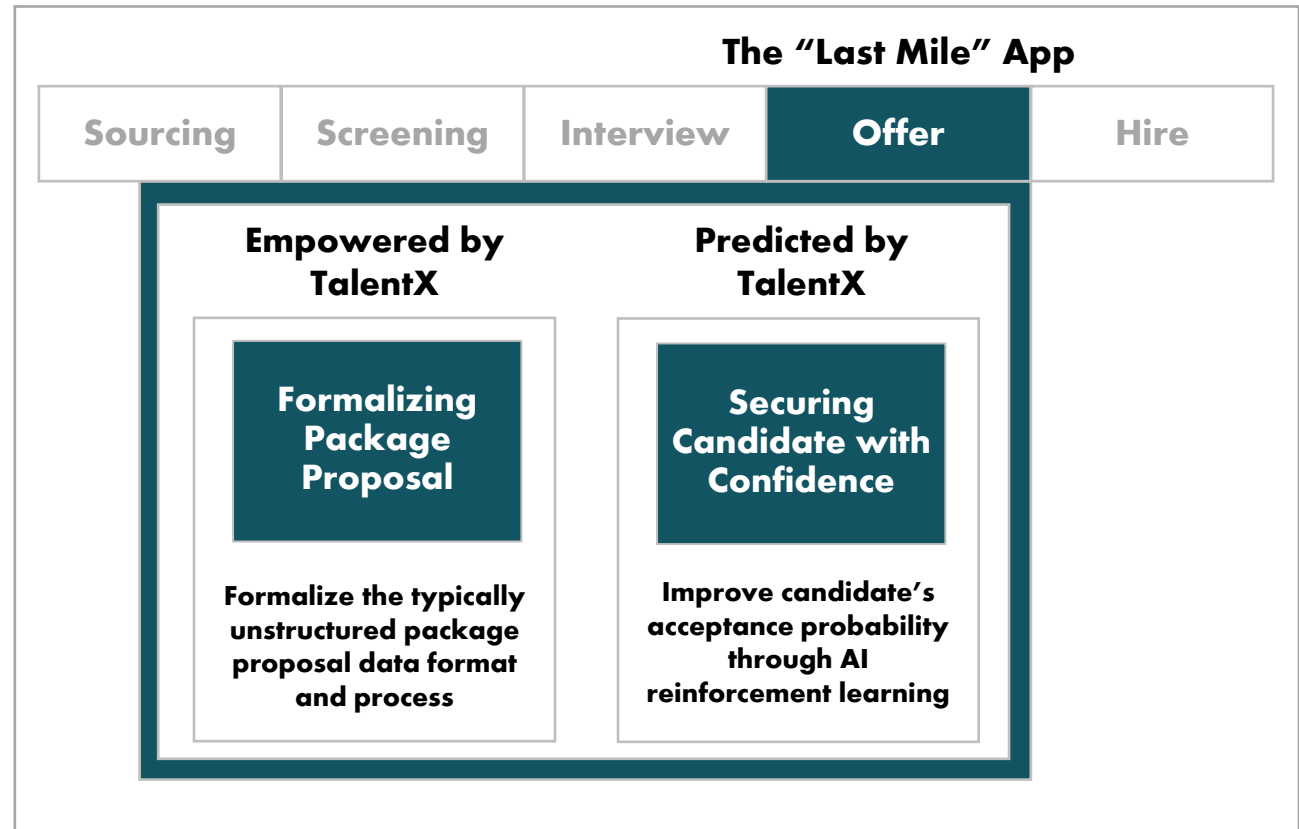 The “Last Mile” App
Sourcing
Screening
Interview
Offer
Hire
Empowered by
TalentX
Formalizing
Package
Proposal
Formalize the typically
unstructured package
proposal data format
and process
Predicted by
TalentX
Securing
Candidate with
Confidence
Improve candidate’s
acceptance probability
through AI
reinforcement learning